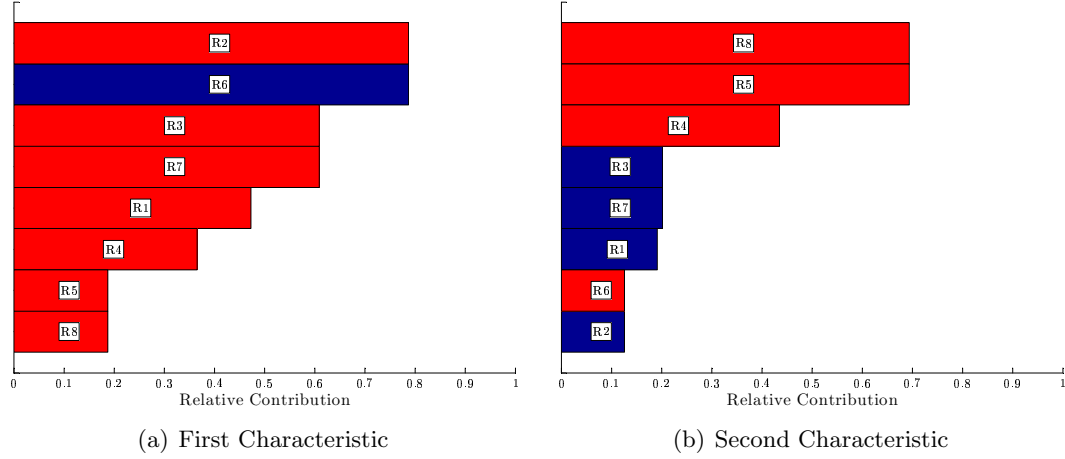 R2
R6
R3
R7
R1
R4
R5
R8
0 0.1 0.2 0.3 0.4 0.5 0.6 0.7 0.8 0.9 1
Relative Contribution
(a) First Characteristic
R8
R5
R4
R3
R7
R1
R6
R2
0 0.1 0.2 0.3 0.4 0.5 0.6 0.7 0.8 0.9 1
Relative Contribution
(b) Second Characteristic